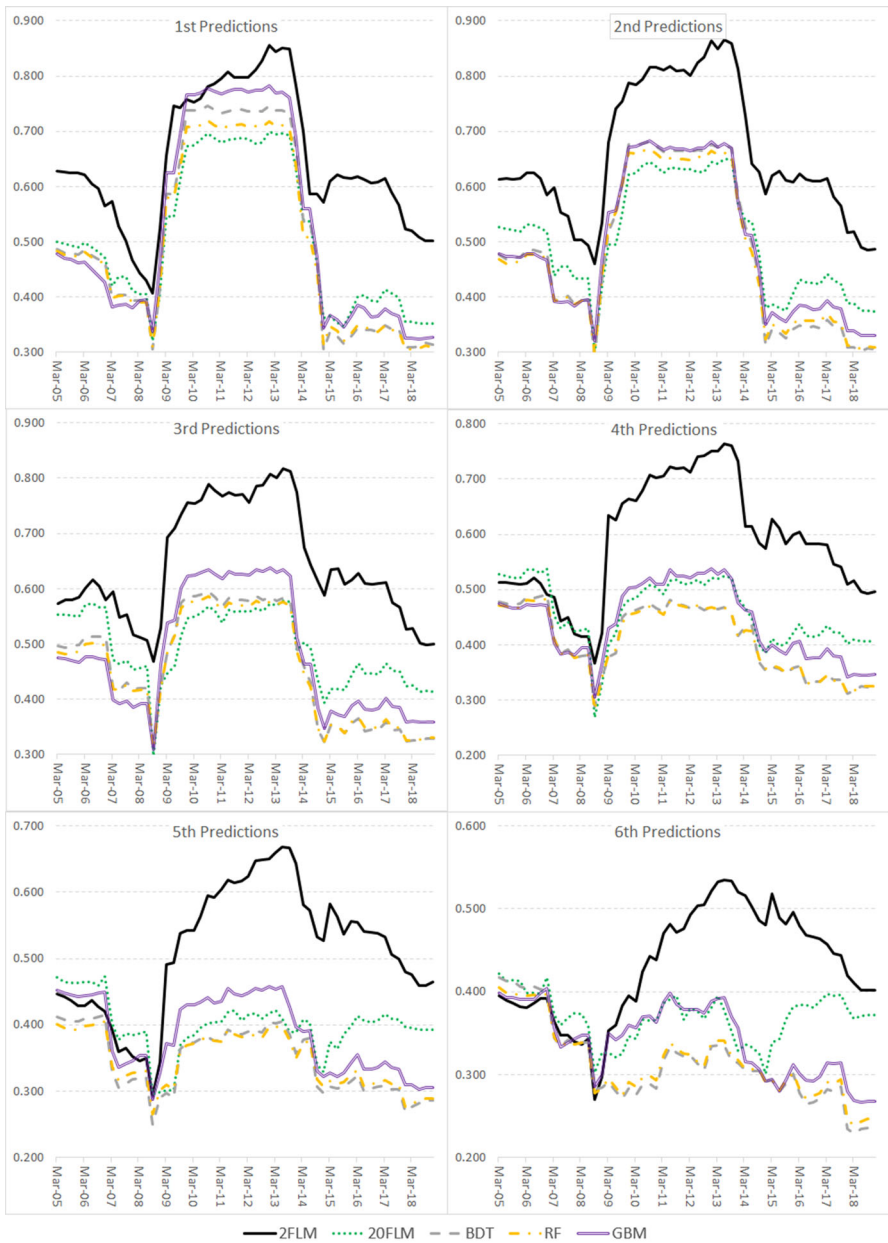 1st Predictions
0.900
0.800
0.700
0.600
0.500
0.400
0.300
Mar-05
Mar-06
Mar-07
Mar-08
Mar-09
Mar-10
Mar-11
Mar-12
Mar-13
Mar-14
Mar-15
Mar-16
Mar-17
Mar-18
2nd Predictions
0.900
0.800
0.700
0.600
0.500
0.400
0.300
Mar-05
Mar-06
Mar-07
Mar-08
Mar-09
Mar-10
Mar-11
Mar-12
Mar-13
Mar-14
Mar-15
Mar-16
Mar-17
Mar-18
3rd Predictions
0.900
0.800
0.700
0.600
0.500
0.400
0.300
Mar-05
Mar-06
Mar-07
Mar-08
Mar-09
Mar-10
Mar-11
Mar-12
Mar-13
Mar-14
Mar-15
Mar-16
Mar-17
Mar-18
4th Predictions
0.800
0.700
0.600
0.500
0.400
0.300
0.200
Mar-05
Mar-06
Mar-07
Mar-08
Mar-09
Mar-10
Mar-11
Mar-12
Mar-13
Mar-14
Mar-15
Mar-16
Mar-17
Mar-18
5th Predictions
0.700
0.600
0.500
0.400
0.300
0.200
Mar-05
Mar-06
Mar-07
Mar-08
Mar-09
Mar-10
Mar-11
Mar-12
Mar-13
Mar-14
Mar-15
Mar-16
Mar-17
Mar-18
6th Predictions
0.600
0.500
0.400
0.300
0.200
Mar-05
Mar-06
Mar-07
Mar-08
Mar-09
Mar-10
Mar-11
Mar-12
Mar-13
Mar-14
Mar-15
Mar-16
Mar-17
Mar-18
2FLM 20FLM BDT RF GBM